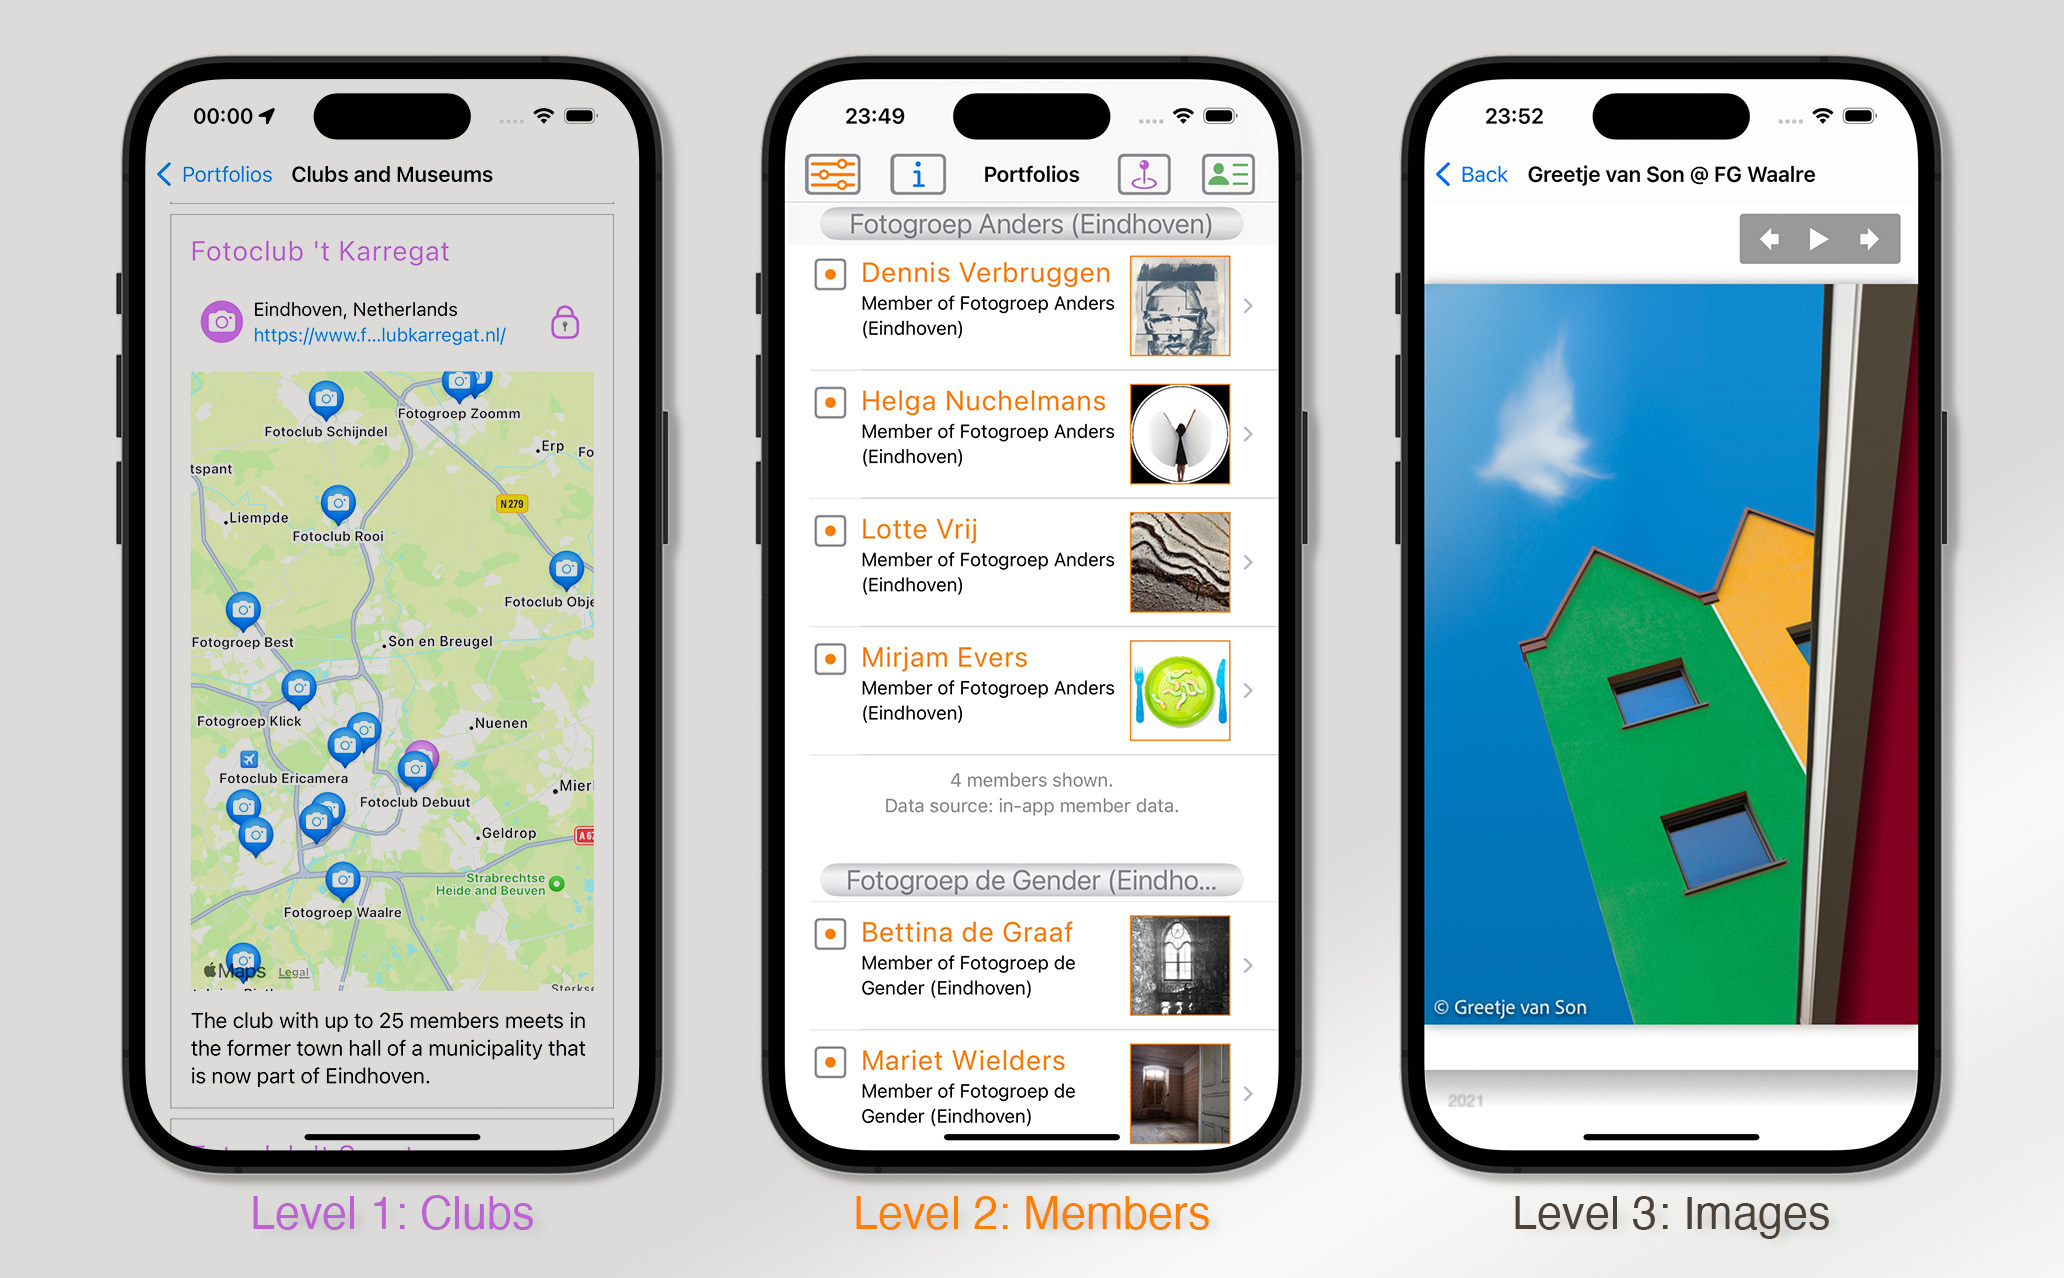 00:00
Portfolios
Clubs and Museums
Fotoclub 't Karregat
Eindhoven, Netherlands
https://www.f...lubkarregat.nl/
Fotogroep Zoomm
Fotoclub Schijndel
Erp
Fo
tspant
N279
Liempde
Fotoclub Rooi
Fotoclub Obje
Fotogroep Best
Son en Breugel
Fotogroep Klick
Nuenen
Fotoclub Ericamera
Mier
Fotoclub Debuut
Geldrop
A67
Strabrechtse
Heide and Beuven
Fotogroep Waalre
Maps
Legal
Sterkse
The club with up to 25 members meets in
the former town hall of a municipality that
is now part of Eindhoven.
Level 1: Clubs
23:49
Portfolios
Fotogroep Anders (Eindhoven)
Dennis Verbruggen
Member of Fotogroep Anders
(Eindhoven)
Helga Nuchelmans
Member of Fotogroep Anders
(Eindhoven)
Lotte Vrij
Member of Fotogroep Anders
(Eindhoven)
Mirjam Evers
Member of Fotogroep Anders
(Eindhoven)
4 members shown.
Data source: in-app member data.
Fotogroep de Gender (Eindho...
Bettina de Graaf
Member of Fotogroep de
Gender (Eindhoven)
Mariet Wielders
Member of Fotogroep de
Gender (Eindhoven)
Level 2: Members
23:52
Back
Greetje van Son @ FG Waalre
© Greetje van Son
2021
Level 3: Images